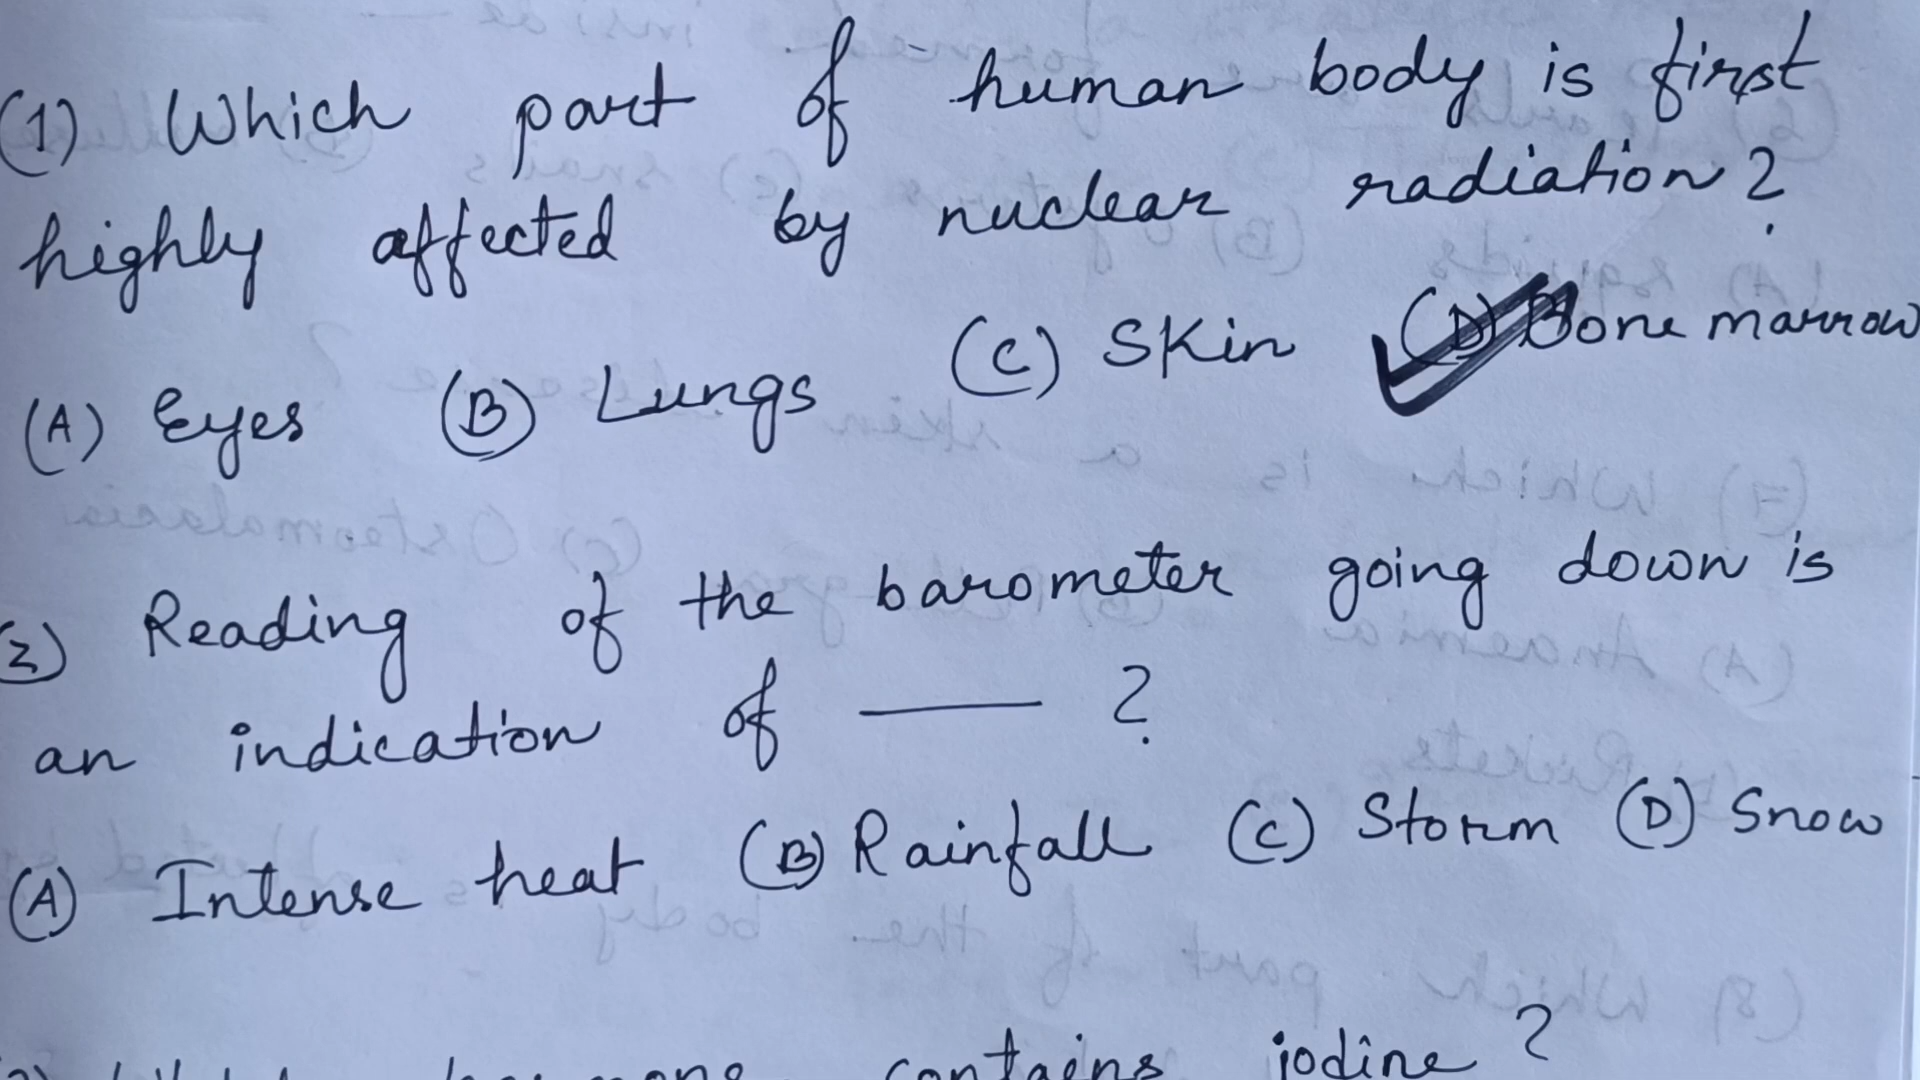 (1) Which part of human body is first
highly affected by nuclear radiation?
(A) Eyes (B) Lungs (C) Skin (D) Bone marrow
(2) Reading of the barometer going down is
an indication of —— ?
(A) Intense heat (B) Rainfall (C) Storm (D) Snow
contains iodine?